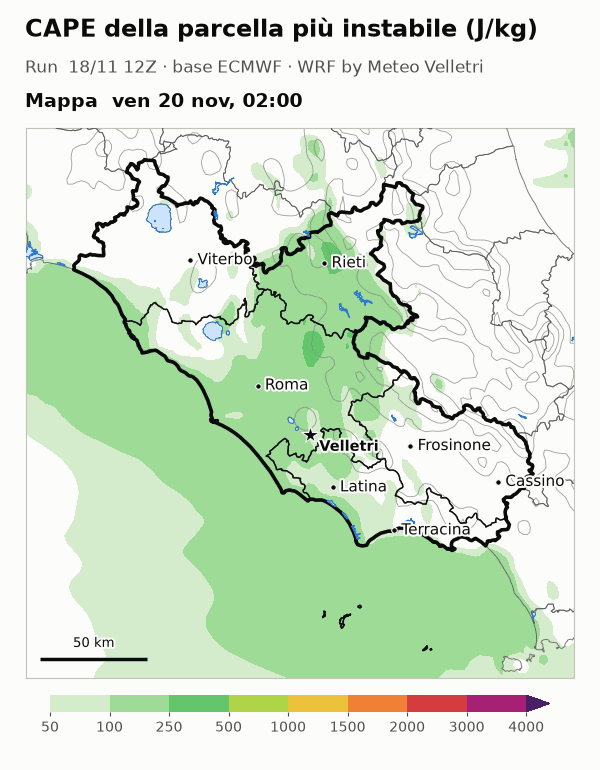 CAPE della parcella più instabile (J/kg)
Run  18/11 12Z · base ECMWF · WRF by Meteo Velletri
Mappa  ven 20 nov, 02:00
Viterbo
Rieti
Roma
Velletri
Frosinone
Latina
Cassino
Terracina
50 km
50 100 250 500 1000 1500 2000 3000 4000